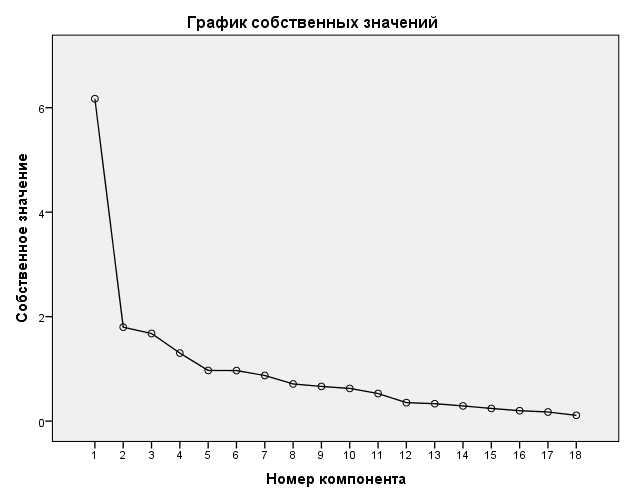 График собственных значений
Собственное значение
6
4
2
0
1 2 3 4 5 6 7 8 9 10 11 12 13 14 15 16 17 18
Номер компонента